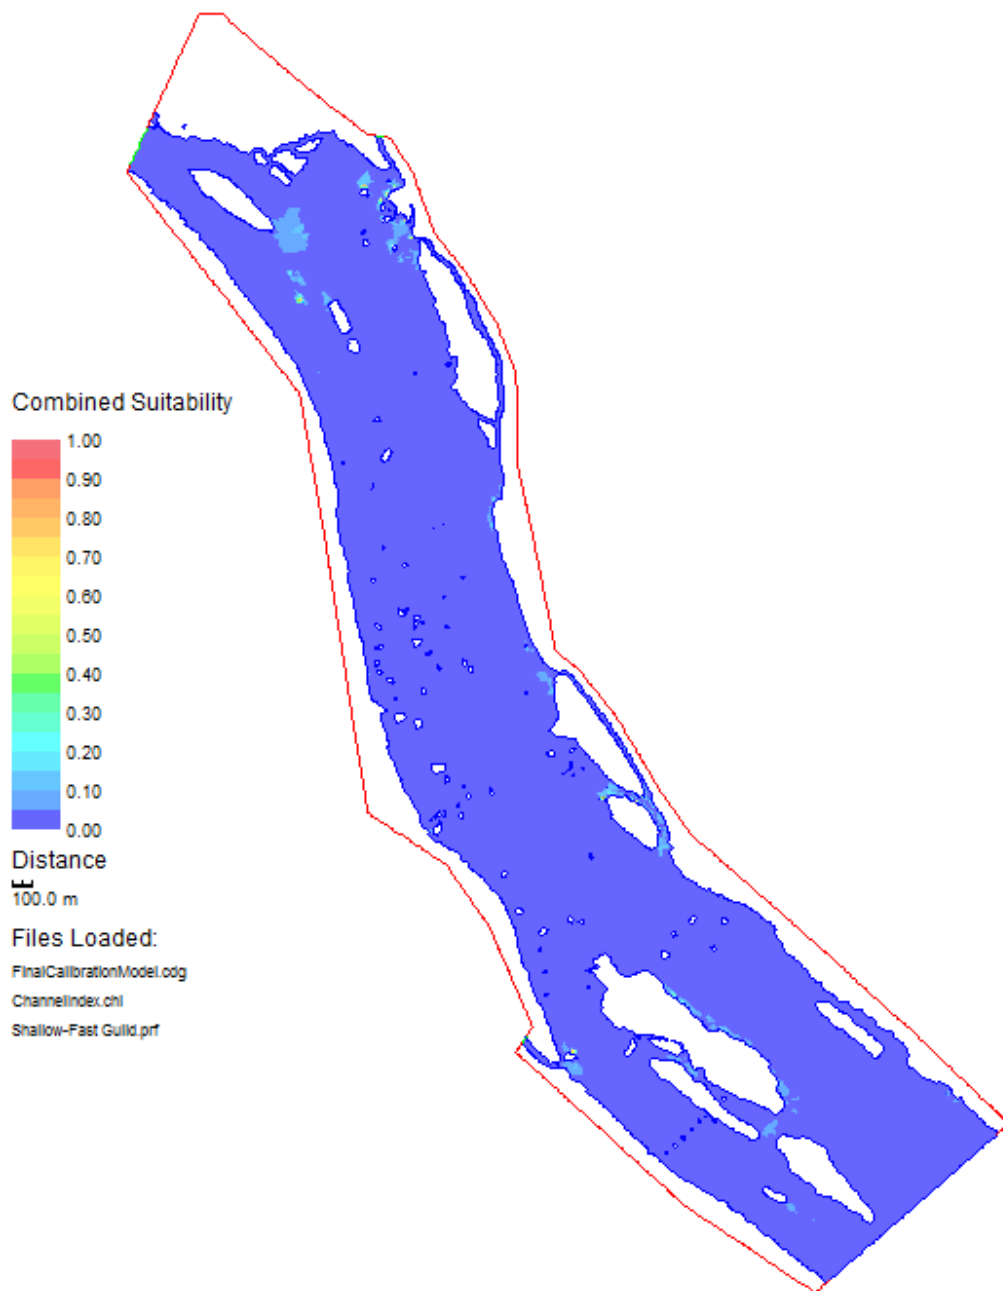 Combined Suitability
1.00
0.90
0.80
0.70
0.60
0.50
0.40
0.30
0.20
0.10
0.00
Distance
100.0 m
Files Loaded:
FinalCalibrationModel.cdg
ChannelIndex.chi
Shallow-Fast Guild.prf